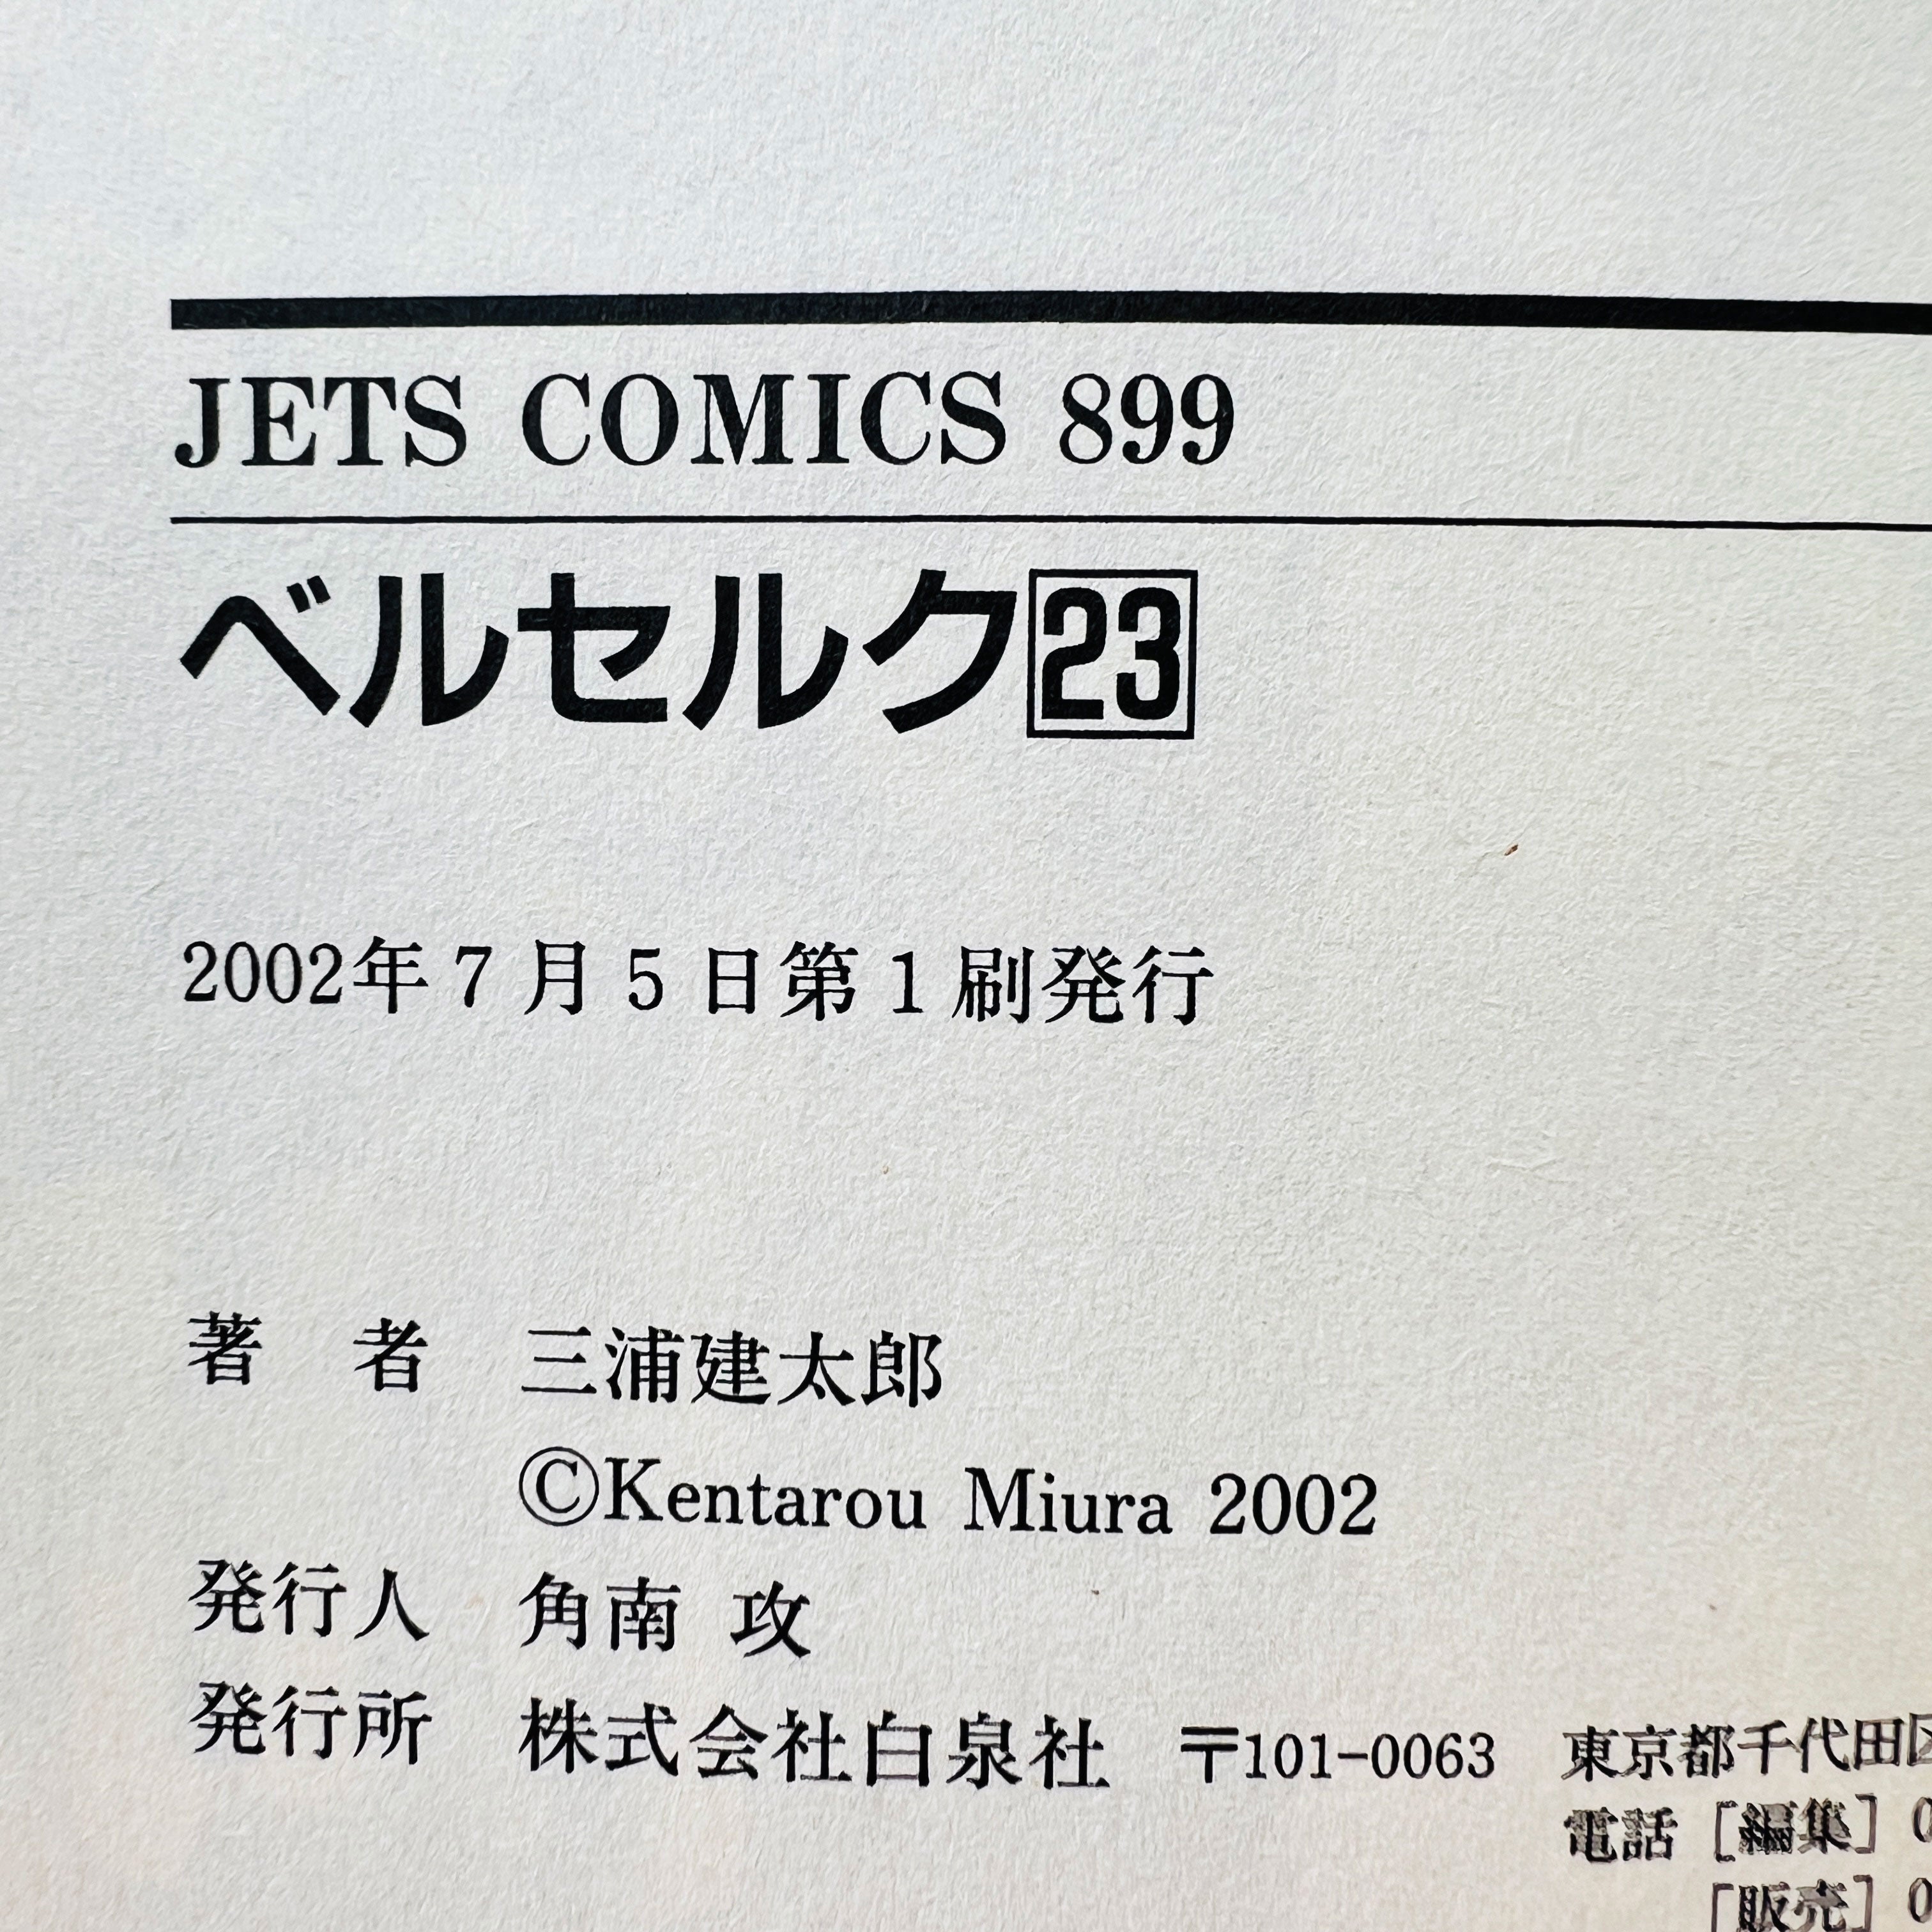 JETS COMICS 899
ベルセルク23
2002年7月5日第1刷発行
著 者 三浦建太郎
©Kentarou Miura 2002
発行人 角南 攻
発行所 株式会社白泉社 〒101-0063 東京都千代田区
電話［編集］0
［販売］0